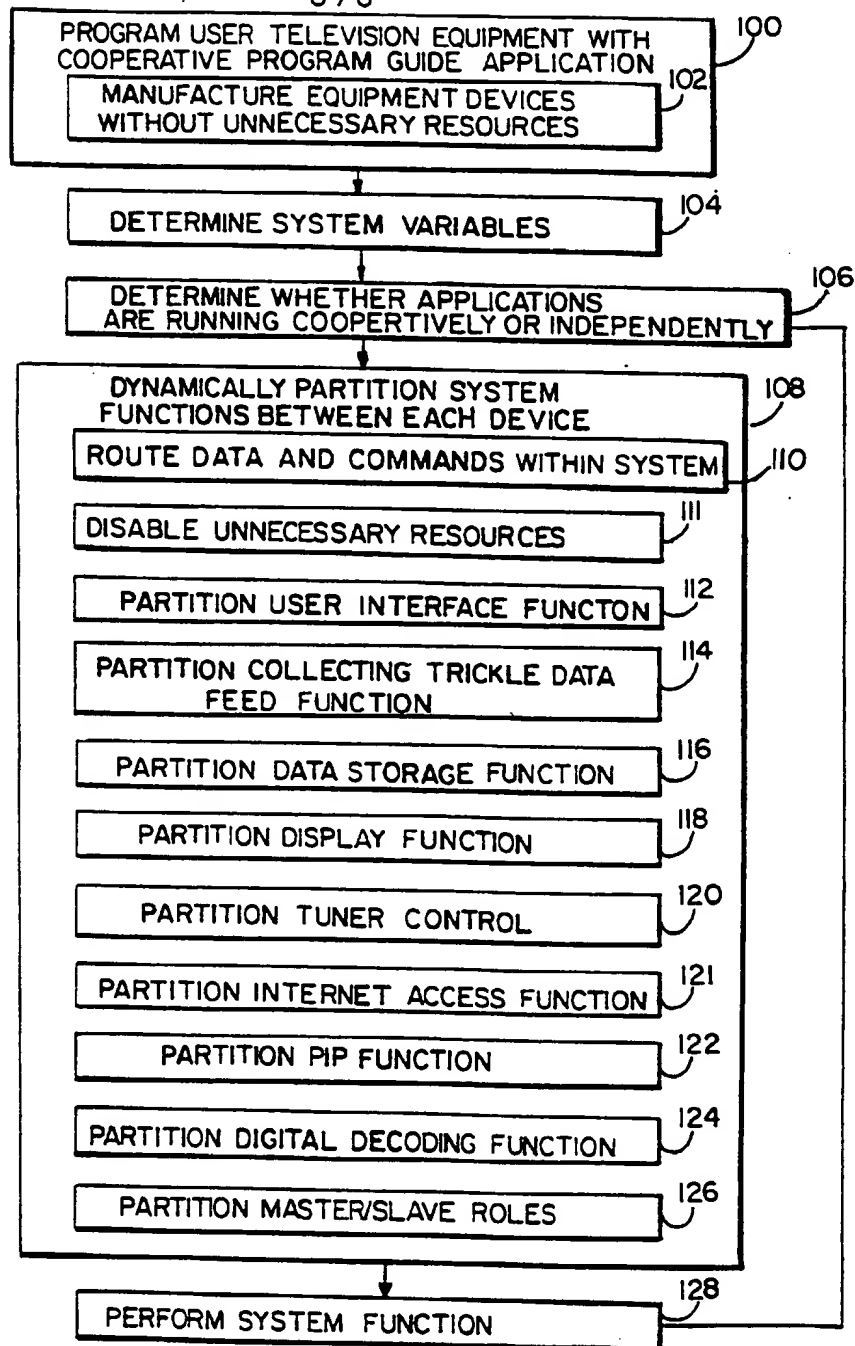 PROGRAM USER TELEVISION EQUIPMENT WITH
COOPERATIVE PROGRAM GUIDE APPLICATION
100
MANUFACTURE EQUIPMENT DEVICES
WITHOUT UNNECESSARY RESOURCES
102
DETERMINE SYSTEM VARIABLES
104
DETERMINE WHETHER APPLICATIONS
ARE RUNNING COOPERTIVELY OR INDEPENDENTLY
106
DYNAMICALLY PARTITION SYSTEM
FUNCTIONS BETWEEN EACH DEVICE
108
ROUTE DATA AND COMMANDS WITHIN SYSTEM
110
DISABLE UNNECESSARY RESOURCES
111
PARTITION USER INTERFACE FUNCTON
112
PARTITION COLLECTING TRICKLE DATA
FEED FUNCTION
114
PARTITION DATA STORAGE FUNCTION
116
PARTITION DISPLAY FUNCTION
118
PARTITION TUNER CONTROL
120
PARTITION INTERNET ACCESS FUNCTION
121
PARTITION PIP FUNCTION
122
PARTITION DIGITAL DECODING FUNCTION
124
PARTITION MASTER/SLAVE ROLES
126
PERFORM SYSTEM FUNCTION
128